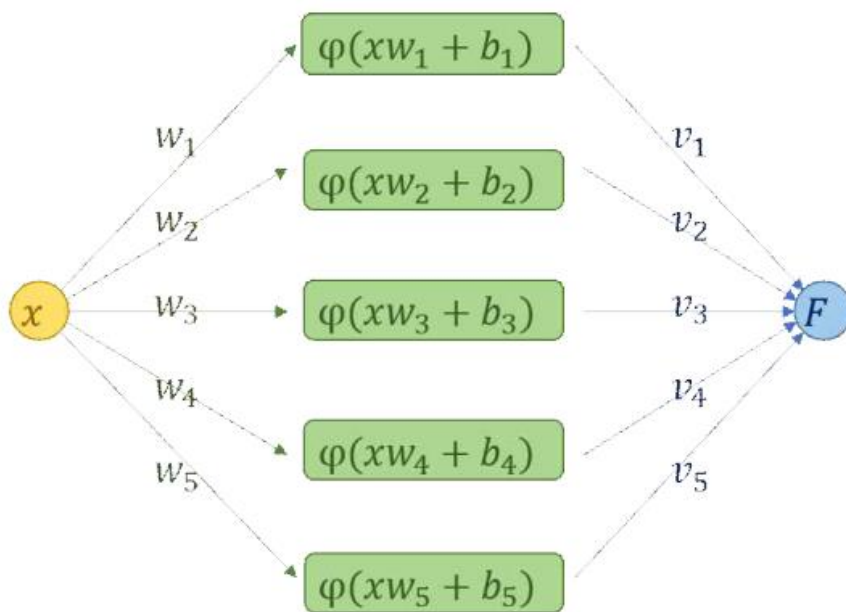 φ(xw₁ + b₁)
w₁
v₁
φ(xw₂ + b₂)
w₂
v₂
x
w₃
φ(xw₃ + b₃)
v₃
F
w₄
v₄
φ(xw₄ + b₄)
w₅
v₅
φ(xw₅ + b₅)